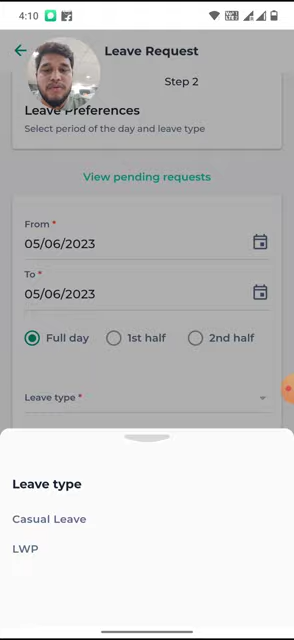 4:10
Leave Request
Step 2
Leave Preferences
Select period of the day and leave type
View pending requests
From *
05/06/2023
To *
05/06/2023
Full day
1st half
2nd half
Leave type *
Leave type
Casual Leave
LWP